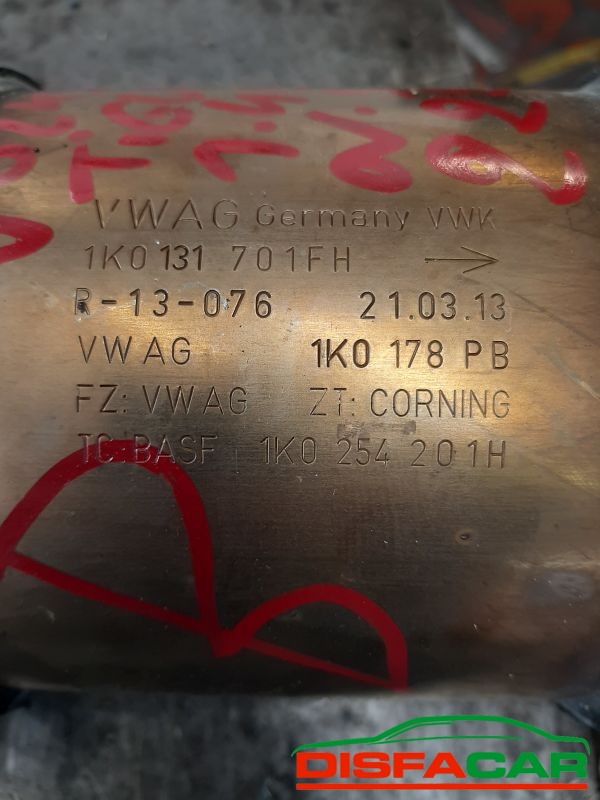 VWAG Germany VWK
1K0 131 701FH
R-13-076 21.03.13
VWAG 1K0 178 PB
FZ: VWAG ZT: CORNING
TC: BASF 1K0 254 201H
DISFACAR